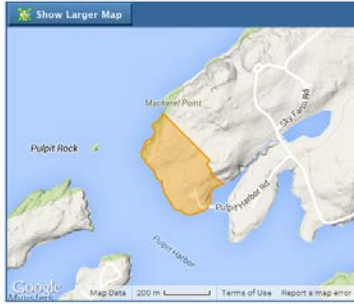 Show Larger Map
Mackerel Point
Sky Farm Rd
Pulpit Rock
Pulpit Harbor Rd
Pulpit Harbor
Google
Map Data
200 m
Terms of Use
Report a map error